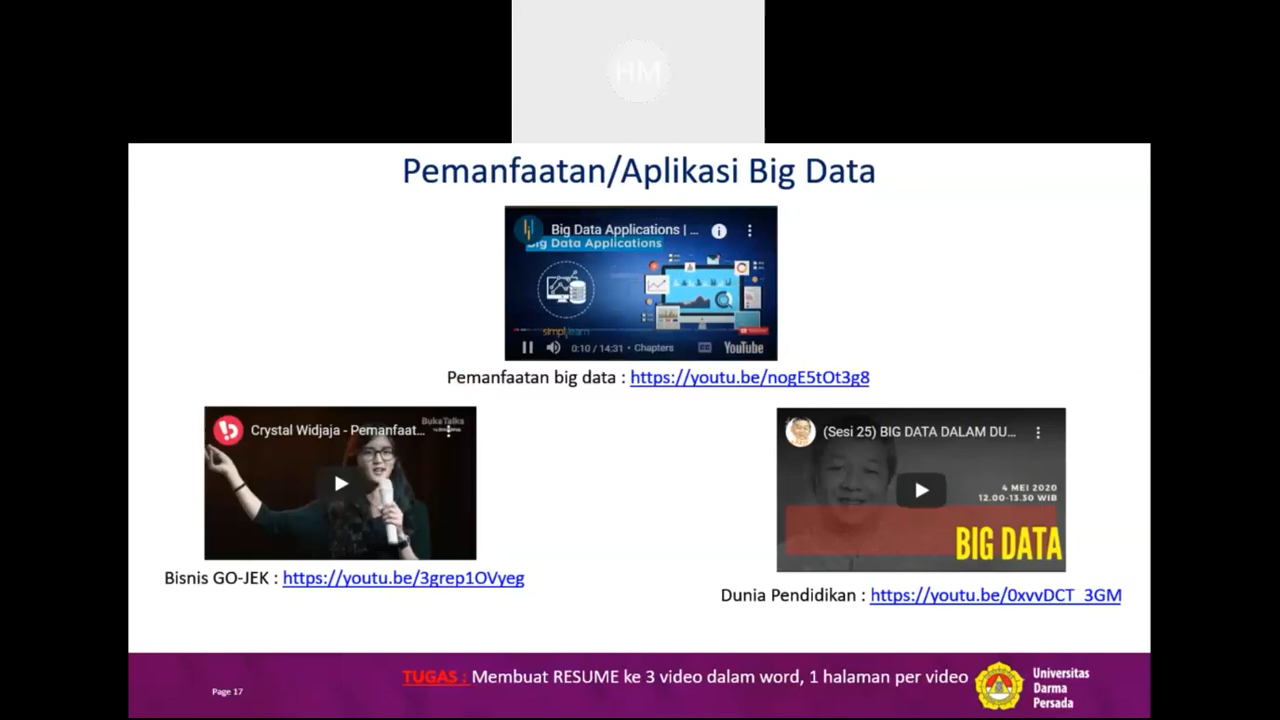 HM
Pemanfaatan/Aplikasi Big Data
Big Data Applications | ...
Big Data Applications
simplilearn
0:10 / 14:31 • Chapters
YouTube
Pemanfaatan big data : https://youtu.be/nogE5tOt3g8
Crystal Widjaja - Pemanfaat...
BukaTalks
Bisnis GO-JEK : https://youtu.be/3grep1OVyeg
(Sesi 25) BIG DATA DALAM DU...
4 MEI 2020
12.00-13.30 WIB
BIG DATA
Dunia Pendidikan : https://youtu.be/0xvvDCT_3GM
TUGAS : Membuat RESUME ke 3 video dalam word, 1 halaman per video
Page 17
Universitas
Darma
Persada